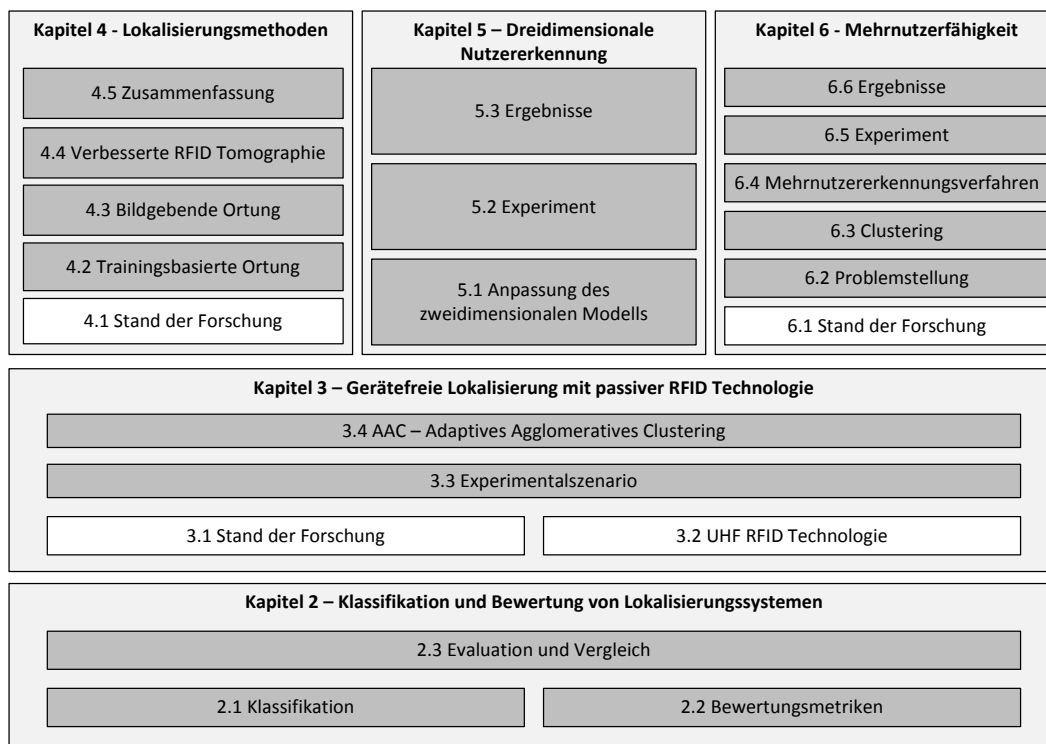 Kapitel 4 - Lokalisierungsmethoden
4.5 Zusammenfassung
4.4 Verbesserte RFID Tomographie
4.3 Bildgebende Ortung
4.2 Trainingsbasierte Ortung
4.1 Stand der Forschung
Kapitel 5 – Dreidimensionale
Nutzererkennung
5.3 Ergebnisse
5.2 Experiment
5.1 Anpassung des
zweidimensionalen Modells
Kapitel 6 - Mehrnutzerfähigkeit
6.6 Ergebnisse
6.5 Experiment
6.4 Mehrnutzererkennungsverfahren
6.3 Clustering
6.2 Problemstellung
6.1 Stand der Forschung
Kapitel 3 – Gerätefreie Lokalisierung mit passiver RFID Technologie
3.4 AAC – Adaptives Agglomeratives Clustering
3.3 Experimentalszenario
3.1 Stand der Forschung
3.2 UHF RFID Technologie
Kapitel 2 – Klassifikation und Bewertung von Lokalisierungssystemen
2.3 Evaluation und Vergleich
2.1 Klassifikation
2.2 Bewertungsmetriken